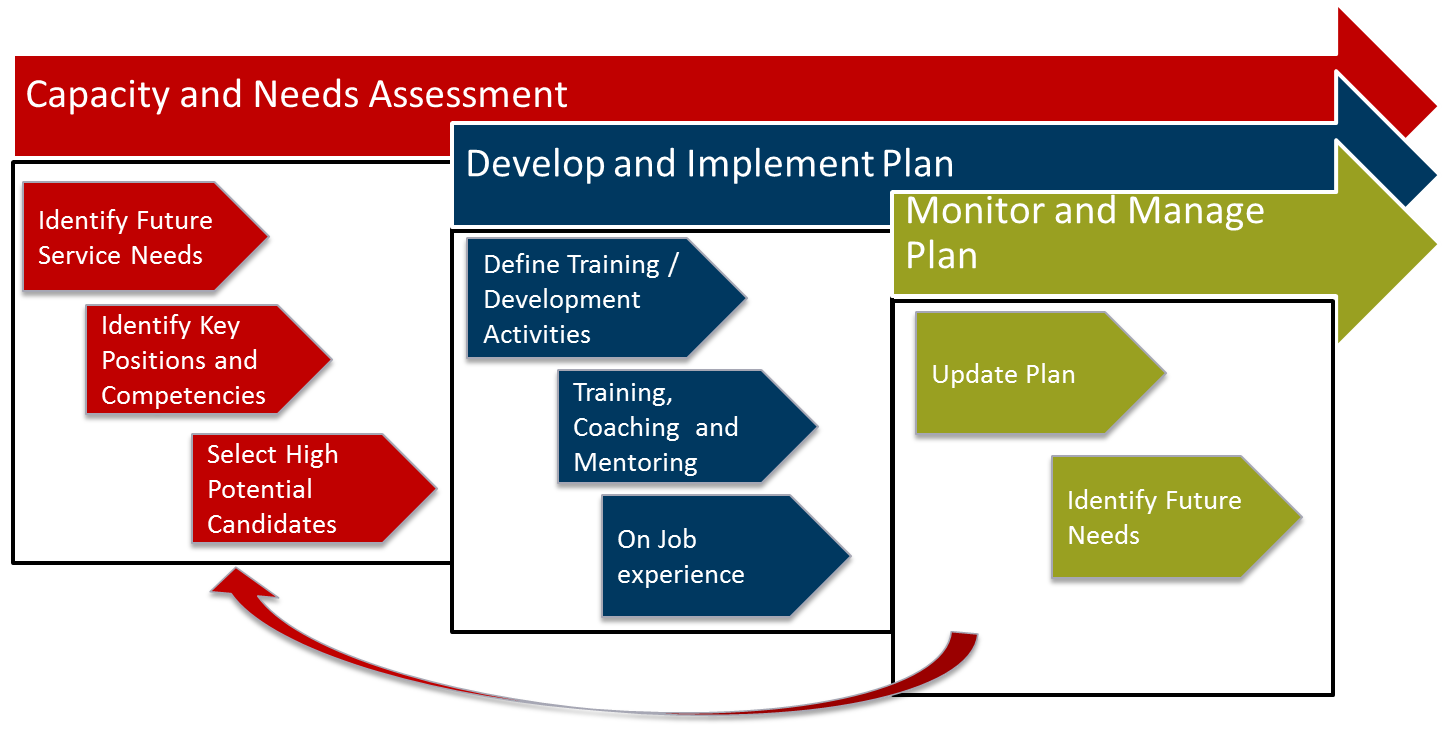 Capacity and Needs Assessment
Develop and Implement Plan
Monitor and Manage
Plan
Identify Future
Service Needs
Identify Key
Positions and
Competencies
Select High
Potential
Candidates
Define Training /
Development
Activities
Training,
Coaching and
Mentoring
On Job
experience
Update Plan
Identify Future
Needs